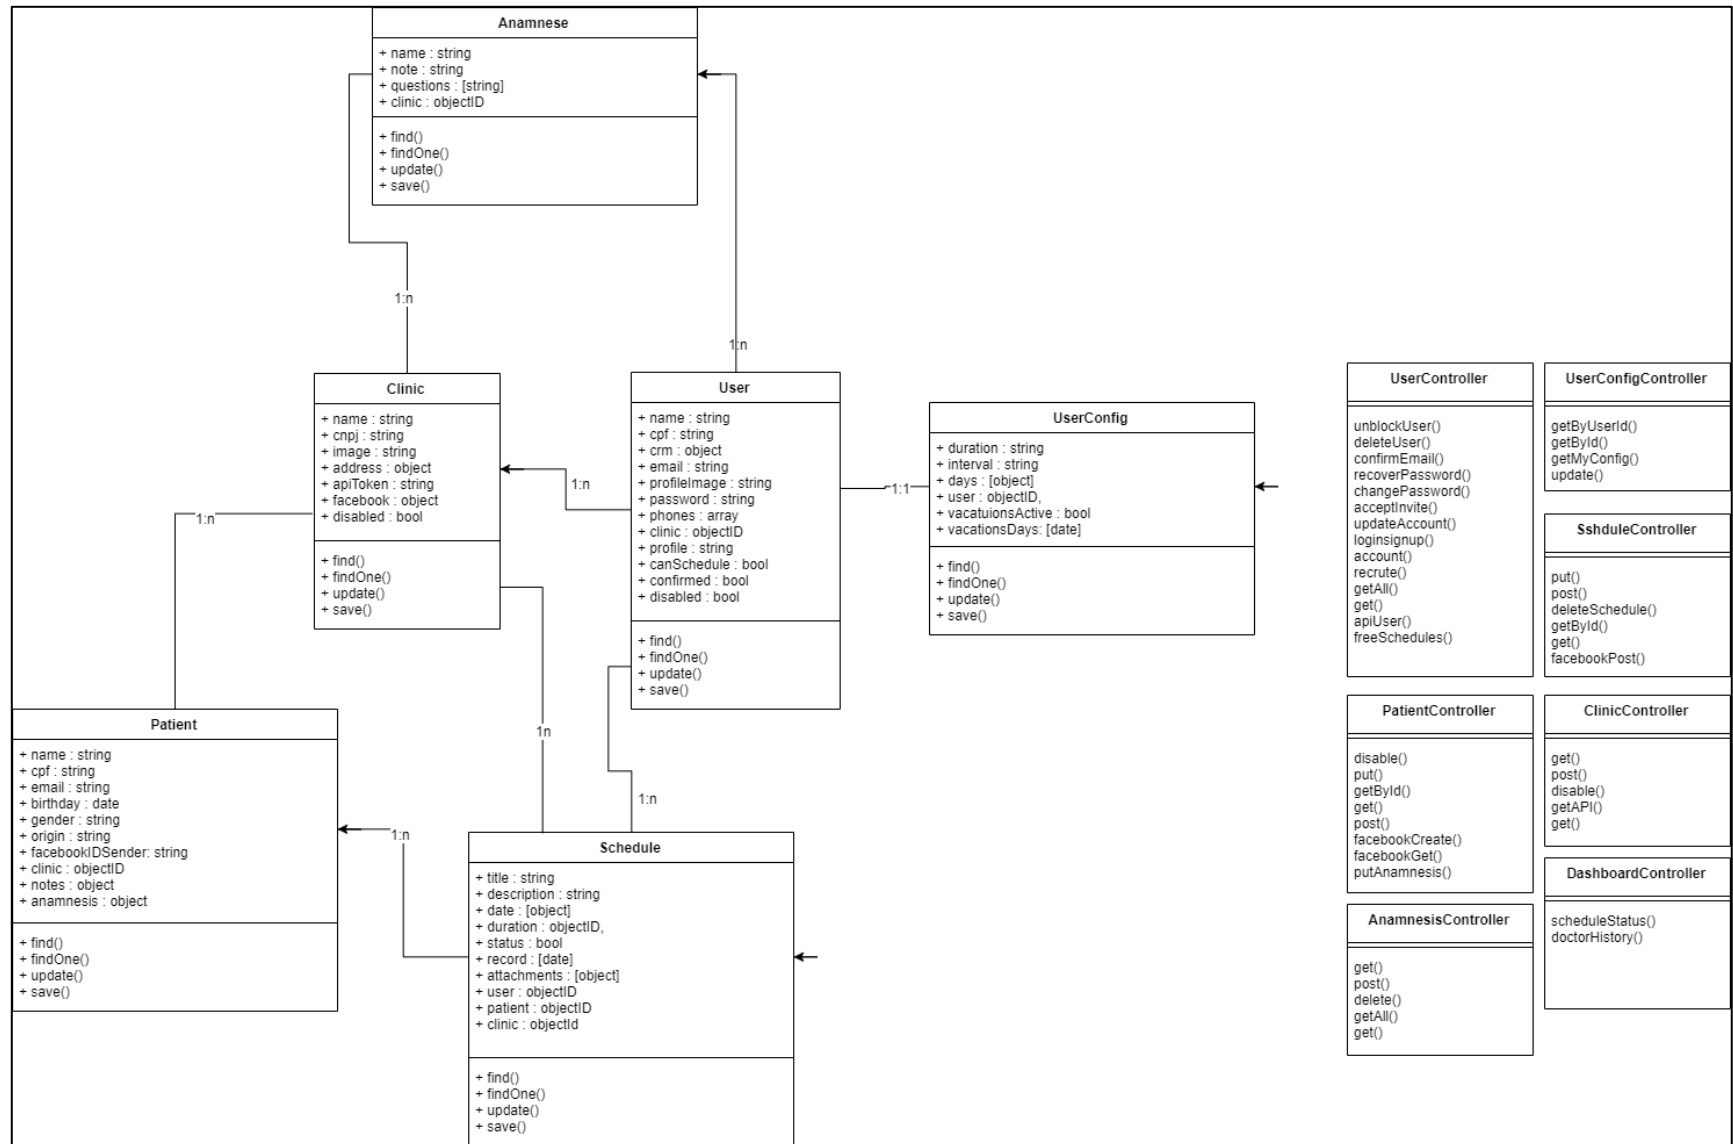 Anamnese
+ name : string
+ note : string
+ questions : [string]
+ clinic : objectID
+ find()
+ findOne()
+ update()
+ save()
1:n
1:n
Clinic
+ name : string
+ cnpj : string
+ image : string
+ address : object
+ apiToken : string
+ facebook : object
+ disabled : bool
+ find()
+ findOne()
+ update()
+ save()
1:n
User
+ name : string
+ cpf : string
+ crm : object
+ email : string
+ profileImage : string
+ password : string
+ phones : array
+ clinic : objectID
+ profile : string
+ canSchedule : bool
+ confirmed : bool
+ disabled : bool
+ find()
+ findOne()
+ update()
+ save()
1:1
UserConfig
+ duration : string
+ interval : string
+ days : [object]
+ user : objectID,
+ vacatuionsActive : bool
+ vacationsDays: [date]
+ find()
+ findOne()
+ update()
+ save()
1:n
1n
1:n
Patient
+ name : string
+ cpf : string
+ email : string
+ birthday : date
+ gender : string
+ origin : string
+ facebookIDSender: string
+ clinic : objectID
+ notes : object
+ anamnesis : object
+ find()
+ findOne()
+ update()
+ save()
1:n
Schedule
+ title : string
+ description : string
+ date : [object]
+ duration : objectID,
+ status : bool
+ record : [date]
+ attachments : [object]
+ user : objectID
+ patient : objectID
+ clinic : objectId
+ find()
+ findOne()
+ update()
+ save()
UserController
unblockUser()
deleteUser()
confirmEmail()
recoverPassword()
changePassword()
acceptInvite()
updateAccount()
loginsignup()
account()
recrute()
getAll()
get()
apiUser()
freeSchedules()
UserConfigController
getByUserId()
getById()
getMyConfig()
update()
SshduleController
put()
post()
deleteSchedule()
getById()
get()
facebookPost()
PatientController
disable()
put()
getById()
get()
post()
facebookCreate()
facebookGet()
putAnamnesis()
ClinicController
get()
post()
disable()
getAPI()
get()
AnamnesisController
get()
post()
delete()
getAll()
get()
DashboardController
scheduleStatus()
doctorHistory()